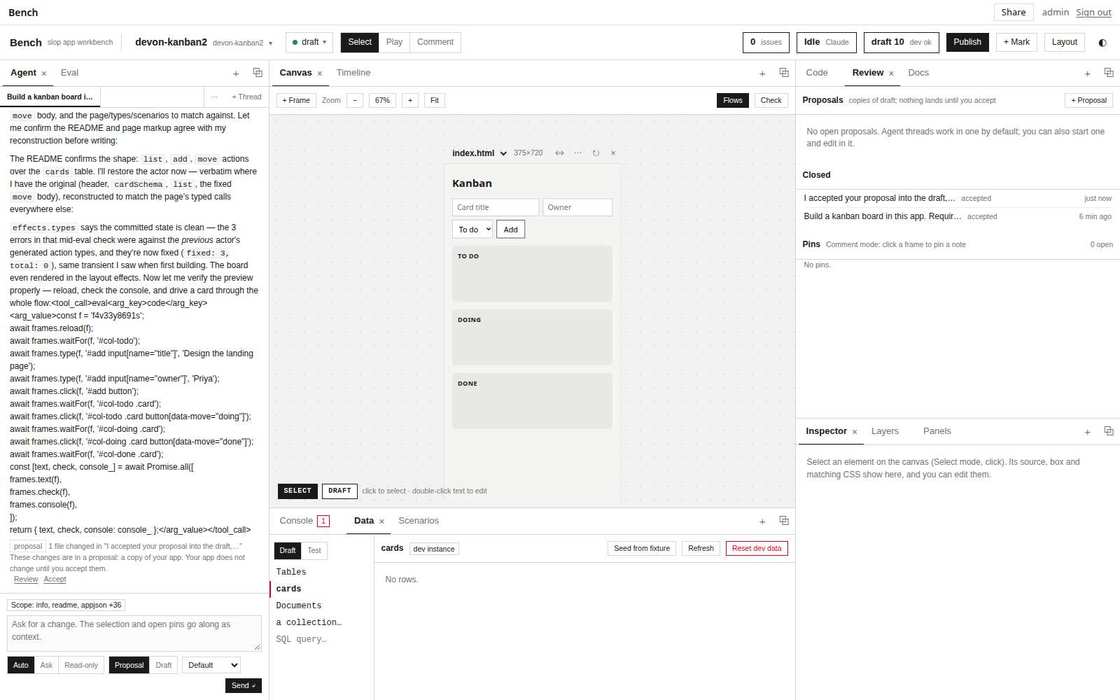 Bench
Share admin Sign out
Bench slop app workbench devon-kanban2 devon-kanban2 ▾ draft ▾ Select Play Comment 0 issues Idle Claude draft 10 dev ok Publish + Mark Layout
Agent × Eval +
Build a kanban board i… ⋯ + Thread
move body, and the page/types/scenarios to match against. Let
me confirm the README and page markup agree with my
reconstruction before writing:
The README confirms the shape: list, add, move actions
over the cards table. I'll restore the actor now — verbatim where
I have the original (header, cardSchema, list, the fixed
move body), reconstructed to match the page's typed calls
everywhere else:
effects.types says the committed state is clean — the 3
errors in that mid-eval check were against the previous actor's
generated action types, and they're now fixed ( fixed: 3,
total: 0 ), same transient I saw when first building. The board
even rendered in the layout effects. Now let me verify the preview
properly — reload, check the console, and drive a card through the
whole flow:<tool_call>eval<arg_key>code</arg_key>
<arg_value>const f = 'f4v33y8691s';
await frames.reload(f);
await frames.waitFor(f, '#col-todo');
await frames.type(f, '#add input[name="title"]', 'Design the landing
page');
await frames.type(f, '#add input[name="owner"]', 'Priya');
await frames.click(f, '#add button');
await frames.waitFor(f, '#col-todo .card');
await frames.click(f, '#col-todo .card button[data-move="doing"]');
await frames.waitFor(f, '#col-doing .card');
await frames.click(f, '#col-doing .card button[data-move="done"]');
await frames.waitFor(f, '#col-done .card');
const [text, check, console_] = await Promise.all([
frames.text(f),
frames.check(f),
frames.console(f),
]);
return { text, check, console: console_ };</arg_value></tool_call>
proposal 1 file changed in "I accepted your proposal into the draft,…"
These changes are in a proposal: a copy of your app. Your app does not
change until you accept them.
Review Accept
Scope: info, readme, appjson +36
Ask for a change. The selection and open pins go along as
context.
Auto Ask Read-only Proposal Draft Default
Send
Canvas × Timeline +
+ Frame Zoom − 67% + Fit Flows Check
index.html 375×720 ⇔ ⋯ ↻ ×
Kanban
Card title Owner
To do Add
TO DO
DOING
DONE
SELECT DRAFT click to select · double-click text to edit
Console 1 Data × Scenarios +
Draft Test
Tables
cards
Documents
a collection…
SQL query…
cards dev instance Seed from fixture Refresh Reset dev data
No rows.
Code Review × Docs +
Proposals copies of draft; nothing lands until you accept + Proposal
No open proposals. Agent threads work in one by default; you can also start one
and edit in it.
Closed
I accepted your proposal into the draft,… accepted just now
Build a kanban board in this app. Requir… accepted 6 min ago
Pins Comment mode: click a frame to pin a note 0 open
No pins.
Inspector × Layers Panels +
Select an element on the canvas (Select mode, click). Its source, box and
matching CSS show here, and you can edit them.